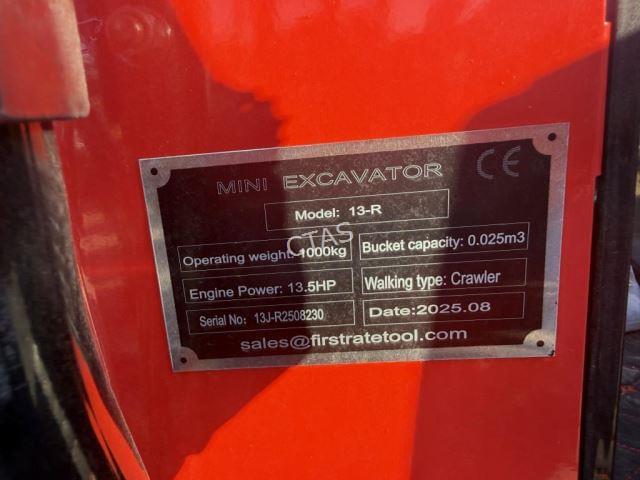 MINI EXCAVATOR CE
Model: 13-R
Operating weight: 1000kg Bucket capacity: 0.025m3
CTAS
Engine Power: 13.5HP Walking type: Crawler
Serial No: 13J-R2508230 Date:2025.08
sales@firstratetool.com